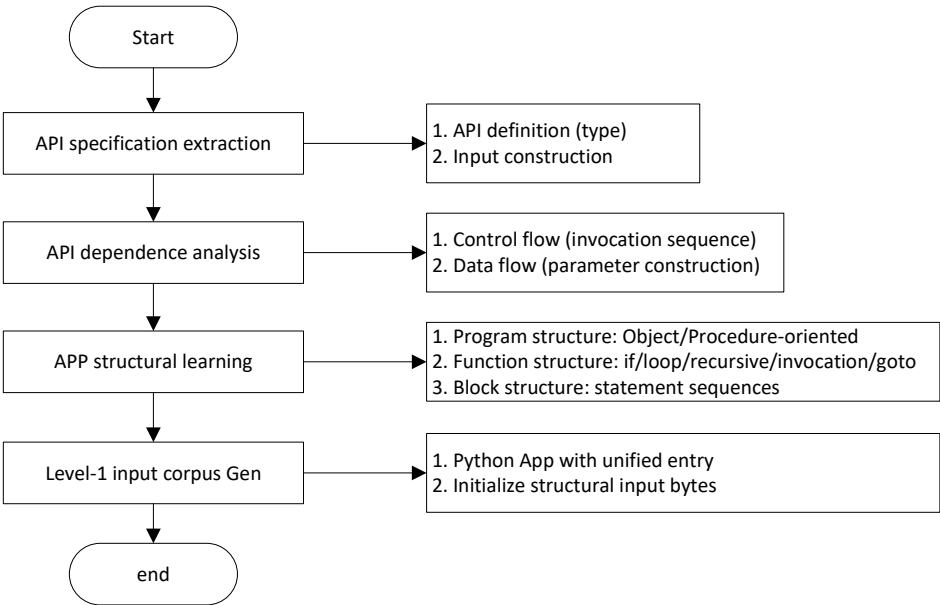 Start
API specification extraction
1. API definition (type)
2. Input construction
API dependence analysis
1. Control flow (invocation sequence)
2. Data flow (parameter construction)
APP structural learning
1. Program structure: Object/Procedure-oriented
2. Function structure: if/loop/recursive/invocation/goto
3. Block structure: statement sequences
Level-1 input corpus Gen
1. Python App with unified entry
2. Initialize structural input bytes
end